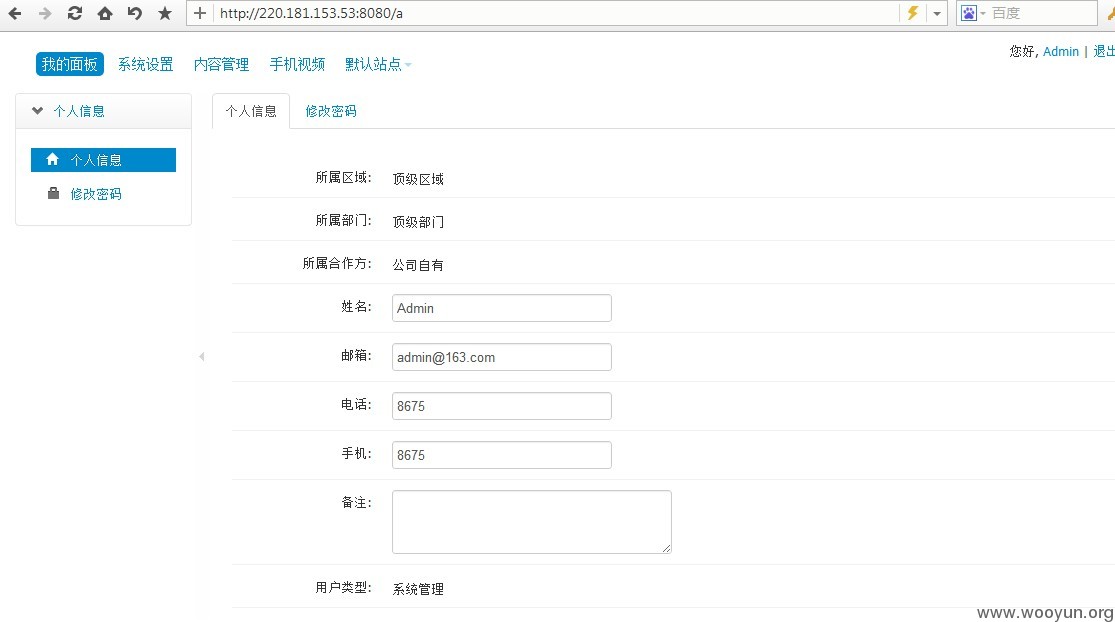 http://220.181.153.53:8080/a
百度
您好, Admin | 退出
我的面板 系统设置 内容管理 手机视频 默认站点
个人信息
个人信息
修改密码
个人信息 修改密码
所属区域: 顶级区域
所属部门: 顶级部门
所属合作方: 公司自有
姓名: Admin
邮箱: admin@163.com
电话: 8675
手机: 8675
备注:
用户类型: 系统管理
www.wooyun.org